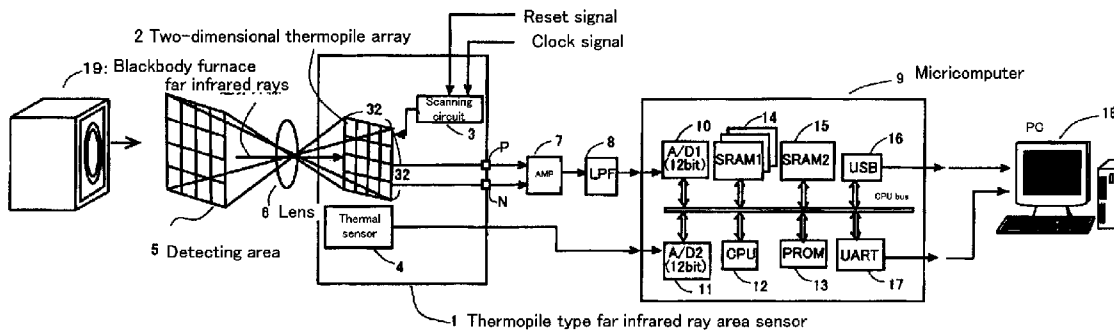 Reset signal
2 Two-dimensional thermopile array
Clock signal
19: Blackbody furnace
far infrared rays
9 Micricomputer
Scanning
circuit
3
32
32
P
N
7
AMP
8
LPF
10
A/D1
(12bit)
14
SRAM1
15
SRAM2
16
USB
PC
18
CPU bus
6 Lens
Thermal
sensor
4
5 Detecting area
A/D2
(12bit)
11
CPU
12
PROM
13
UART
17
1 Thermopile type far infrared ray area sensor